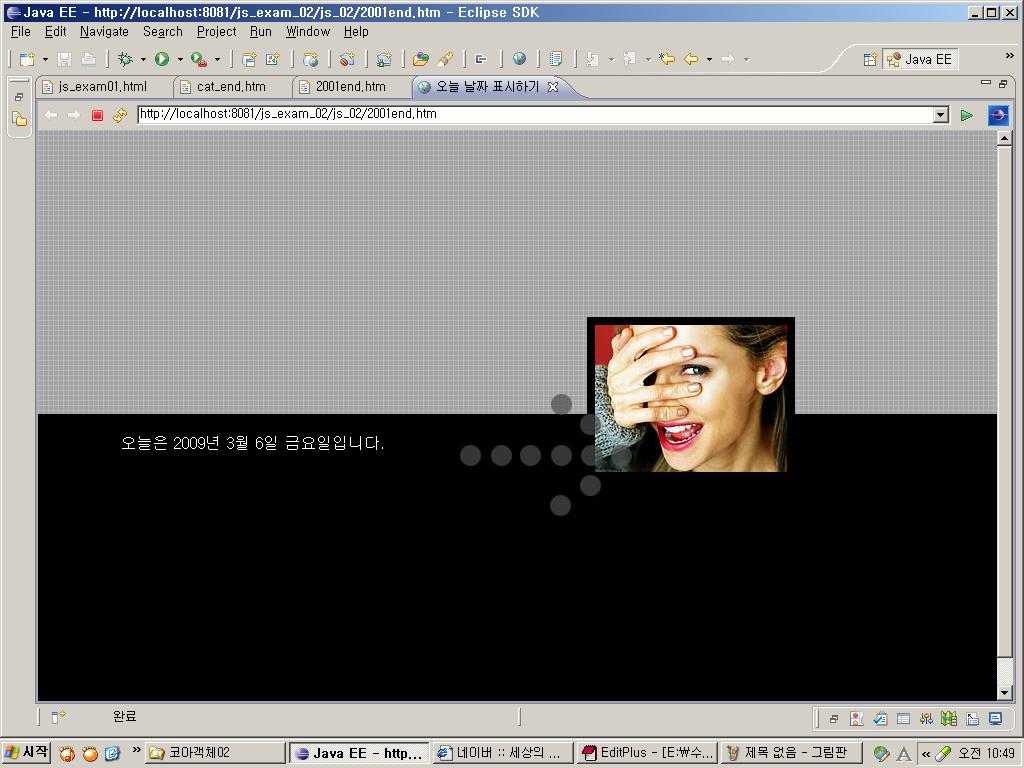 Java EE - http://localhost:8081/js_exam_02/js_02/2001end.htm - Eclipse SDK
File Edit Navigate Search Project Run Window Help
Java EE
js_exam01.html cat_end.htm 2001end.htm 오늘 날짜 표시하기
http://localhost:8081/js_exam_02/js_02/2001end.htm
오늘은 2009년 3월 6일 금요일입니다.
완료
시작 코아객체02 Java EE - http... 네이버 :: 세상의 ... EditPlus - [E:₩수... 제목 없음 - 그림판 A 오전 10:49